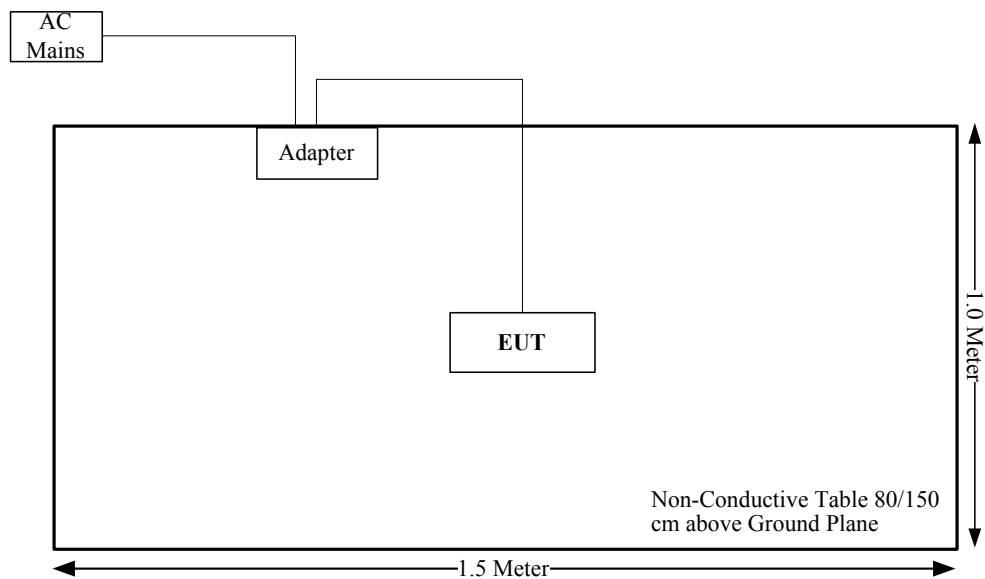 AC
Mains
Adapter
EUT
1.0 Meter
Non-Conductive Table 80/150
cm above Ground Plane
1.5 Meter